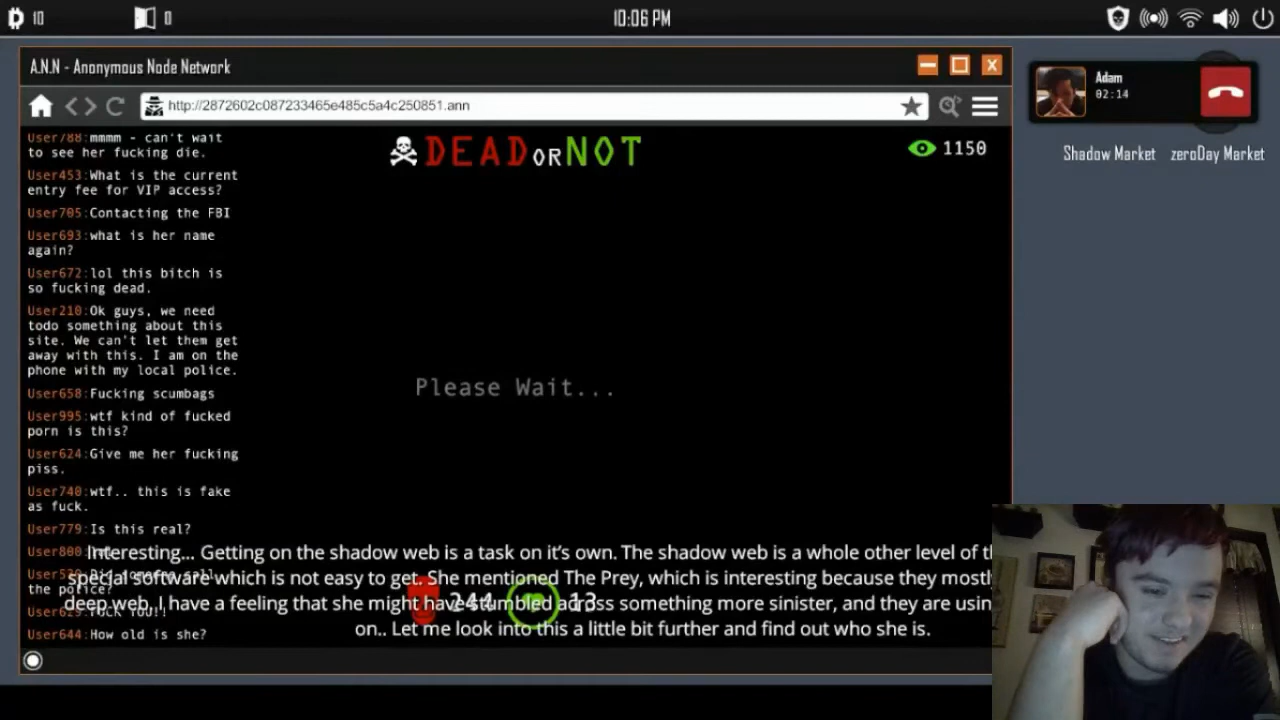 10
0
10:06 PM
A.N.N - Anonymous Node Network
http://2872602c087233465e485c5a4c250851.ann
Adam
02:14
Shadow Market zeroDay Market
DEAD OR NOT
1150
User788:mmmm - can't wait
to see her fucking die.
User453:What is the current
entry fee for VIP access?
User705:Contacting the FBI
User693:what is her name
again?
User672:lol this bitch is
so fucking dead.
User210:Ok guys, we need
todo something about this
site. We can't let them get
away with this. I am on the
phone with my local police.
User658:Fucking scumbags
User995:wtf kind of fucked
porn is this?
User624:Give me her fucking
piss.
User740:wtf.. this is fake
as fuck.
User779:Is this real?
User800:
the police?
User629:FUCK YOU!!
User644:How old is she?
Please Wait...
244 13
Interesting... Getting on the shadow web is a task on it's own. The shadow web is a whole other level of
special software which is not easy to get. She mentioned The Prey, which is interesting because they mostly
deep web. I have a feeling that she might have stumbled across something more sinister, and they are
on.. Let me look into this a little bit further and find out who she is.